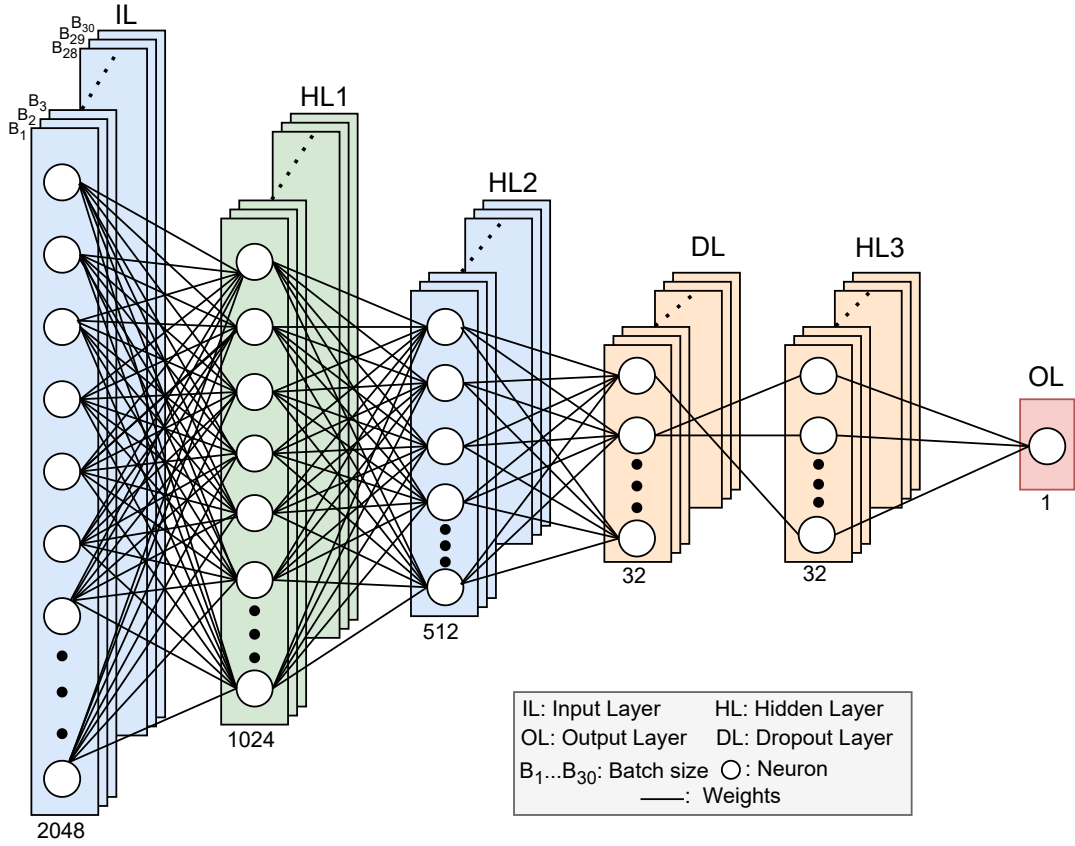 IL
B30
B29
B28
B3
B2
B1
HL1
HL2
DL
HL3
OL
1
32
32
512
1024
2048
IL: Input Layer HL: Hidden Layer
OL: Output Layer DL: Dropout Layer
B1...B30: Batch size : Neuron
: Weights